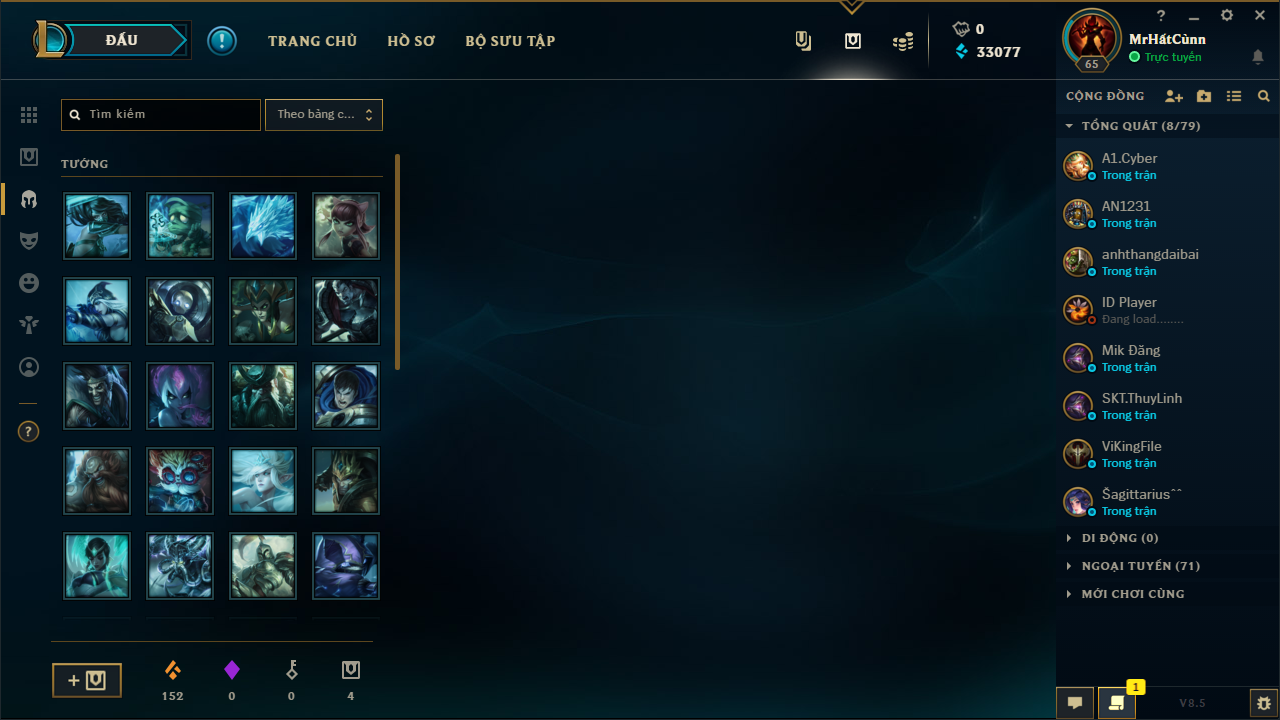 ĐẤU
TRANG CHỦ
HỒ SƠ
BỘ SƯU TẬP
0
33077
65
MrHấtCùnn
Trực tuyến
Tìm kiếm
Theo bảng c...
TƯỚNG
152
0
0
4
CỘNG ĐỒNG
TỔNG QUÁT (8/79)
A1.Cyber
Trong trận
AN1231
Trong trận
anhthangdaibai
Trong trận
ID Player
Đang load........
Mik Đăng
Trong trận
SKT.ThuyLinh
Trong trận
ViKingFile
Trong trận
Šagittariusˆˆ
Trong trận
DI ĐỘNG (0)
NGOẠI TUYẾN (71)
MỚI CHƠI CÙNG
1
V8.5